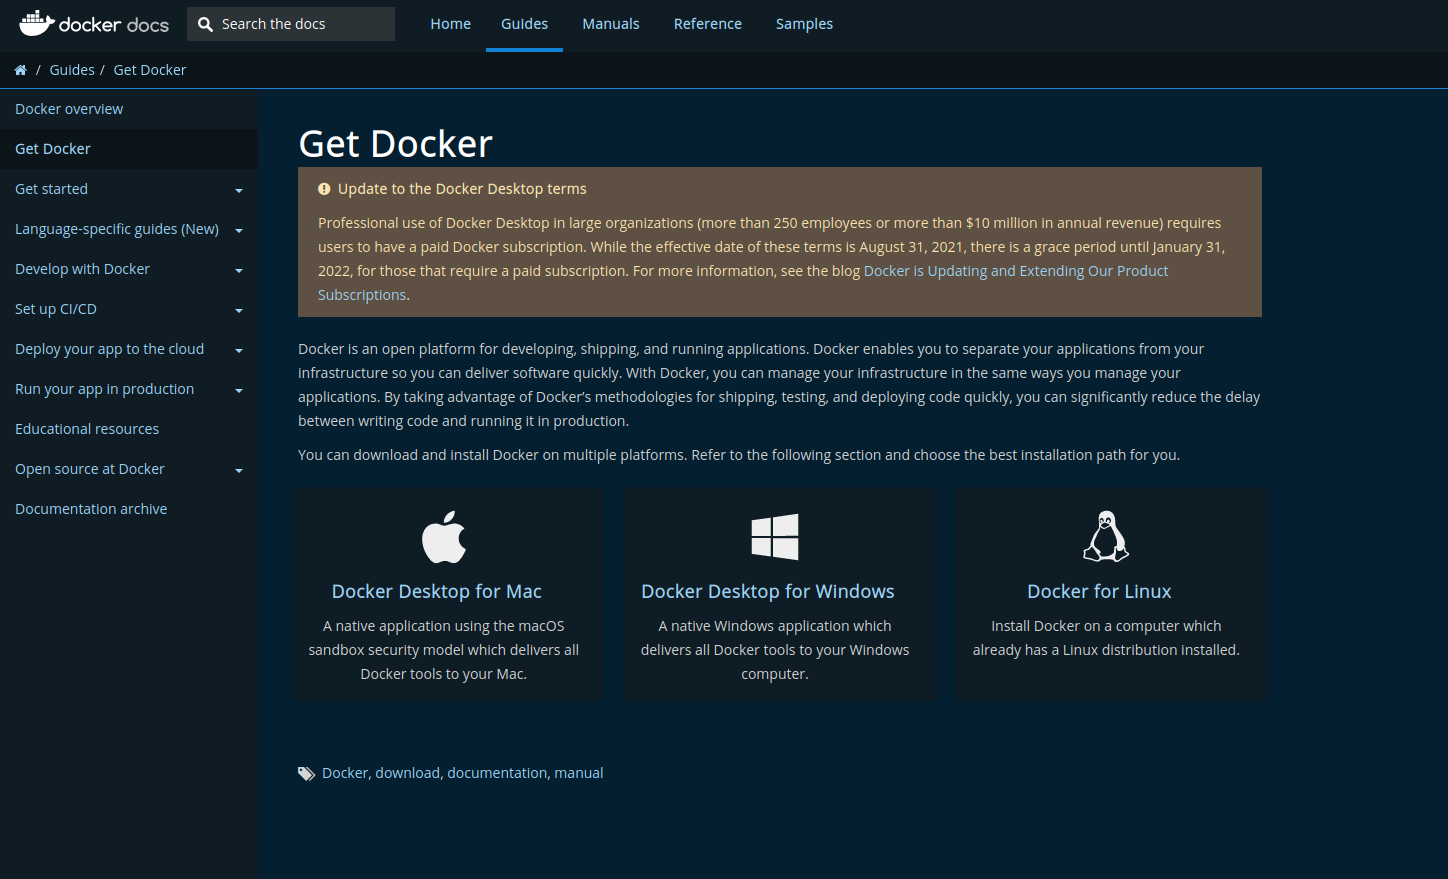 docker docs
Search the docs
Home
Guides
Manuals
Reference
Samples
/ Guides / Get Docker
Docker overview
Get Docker
Get started
Language-specific guides (New)
Develop with Docker
Set up CI/CD
Deploy your app to the cloud
Run your app in production
Educational resources
Open source at Docker
Documentation archive
Get Docker
Update to the Docker Desktop terms
Professional use of Docker Desktop in large organizations (more than 250 employees or more than $10 million in annual revenue) requires
users to have a paid Docker subscription. While the effective date of these terms is August 31, 2021, there is a grace period until January 31,
2022, for those that require a paid subscription. For more information, see the blog Docker is Updating and Extending Our Product
Subscriptions.
Docker is an open platform for developing, shipping, and running applications. Docker enables you to separate your applications from your
infrastructure so you can deliver software quickly. With Docker, you can manage your infrastructure in the same ways you manage your
applications. By taking advantage of Docker’s methodologies for shipping, testing, and deploying code quickly, you can significantly reduce the delay
between writing code and running it in production.
You can download and install Docker on multiple platforms. Refer to the following section and choose the best installation path for you.
Docker Desktop for Mac
A native application using the macOS
sandbox security model which delivers all
Docker tools to your Mac.
Docker Desktop for Windows
A native Windows application which
delivers all Docker tools to your Windows
computer.
Docker for Linux
Install Docker on a computer which
already has a Linux distribution installed.
Docker, download, documentation, manual